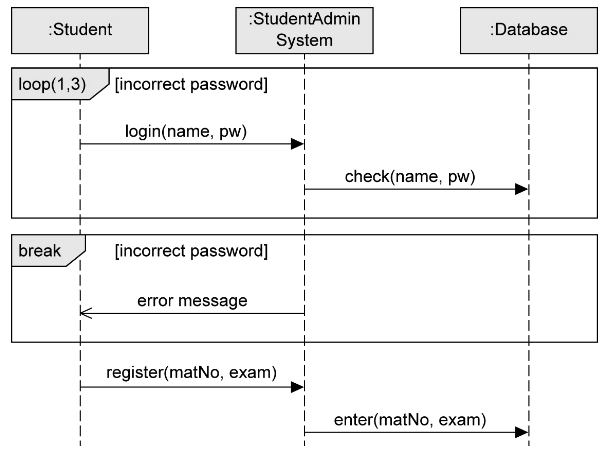 :Student
:StudentAdmin
System
:Database
loop(1,3) [incorrect password]
login(name, pw)
check(name, pw)
break [incorrect password]
error message
register(matNo, exam)
enter(matNo, exam)